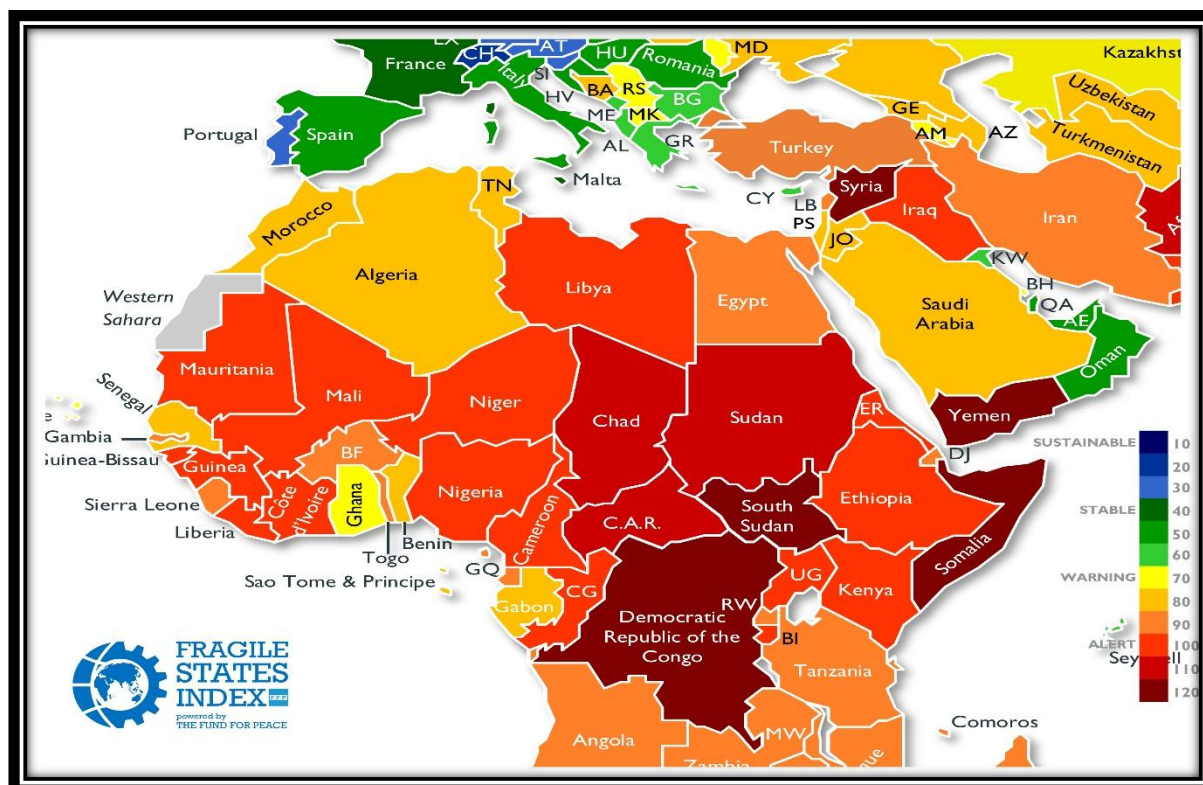 LX
CH
AT
HU
MD
Kazakhst
France
SI
Italy
Romania
Uzbekistan
HV
BA
RS
BG
GE
Portugal
Spain
ME
MK
AM
AZ
Turkmenistan
AL
GR
Turkey
TN
Malta
CY
Syria
LB
Iraq
Iran
Af
Morocco
PS
JO
Algeria
KW
Western
Sahara
Libya
Egypt
BH
QA
Saudi
Arabia
AE
Oman
Mauritania
Senegal
Mali
Niger
Chad
Sudan
ER
Yemen
e
Gambia
DJ
Guinea-Bissau
Guinea
BF
Nigeria
Ethiopia
Sierra Leone
Côte
d'Ivoire
Ghana
Cameroon
C.A.R.
South
Sudan
Somalia
Liberia
Benin
Togo
GQ
Sao Tome & Principe
Gabon
CG
Democratic
Republic of the
Congo
UG
RW
Kenya
BI
Tanzania
Seychell
Comoros
Angola
Zambia
MW
que
SUSTAINABLE
10
20
30
STABLE
40
50
60
WARNING
70
80
90
ALERT
100
110
120
FRAGILE
STATES
INDEX FFP
powered by
THE FUND FOR PEACE